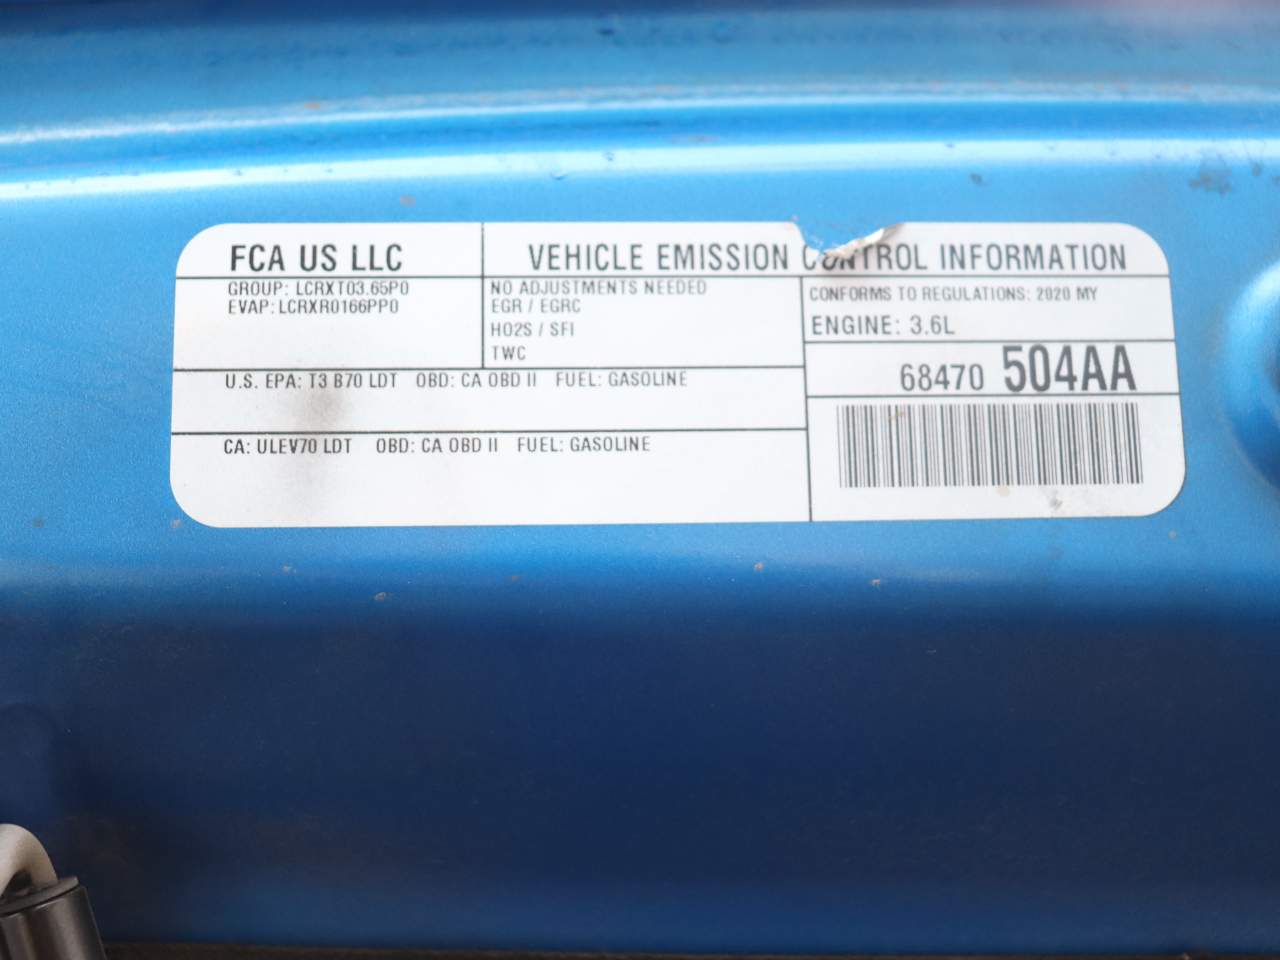 FCA US LLC
VEHICLE EMISSION CONTROL INFORMATION
GROUP: LCRXT03.65P0
EVAP: LCRXR0166PP0
NO ADJUSTMENTS NEEDED
EGR / EGRC
HO2S / SFI
TWC
CONFORMS TO REGULATIONS: 2020 MY
ENGINE: 3.6L
68470 504AA
U.S. EPA: T3 B70 LDT OBD: CA OBD II FUEL: GASOLINE
CA: ULEV70 LDT OBD: CA OBD II FUEL: GASOLINE